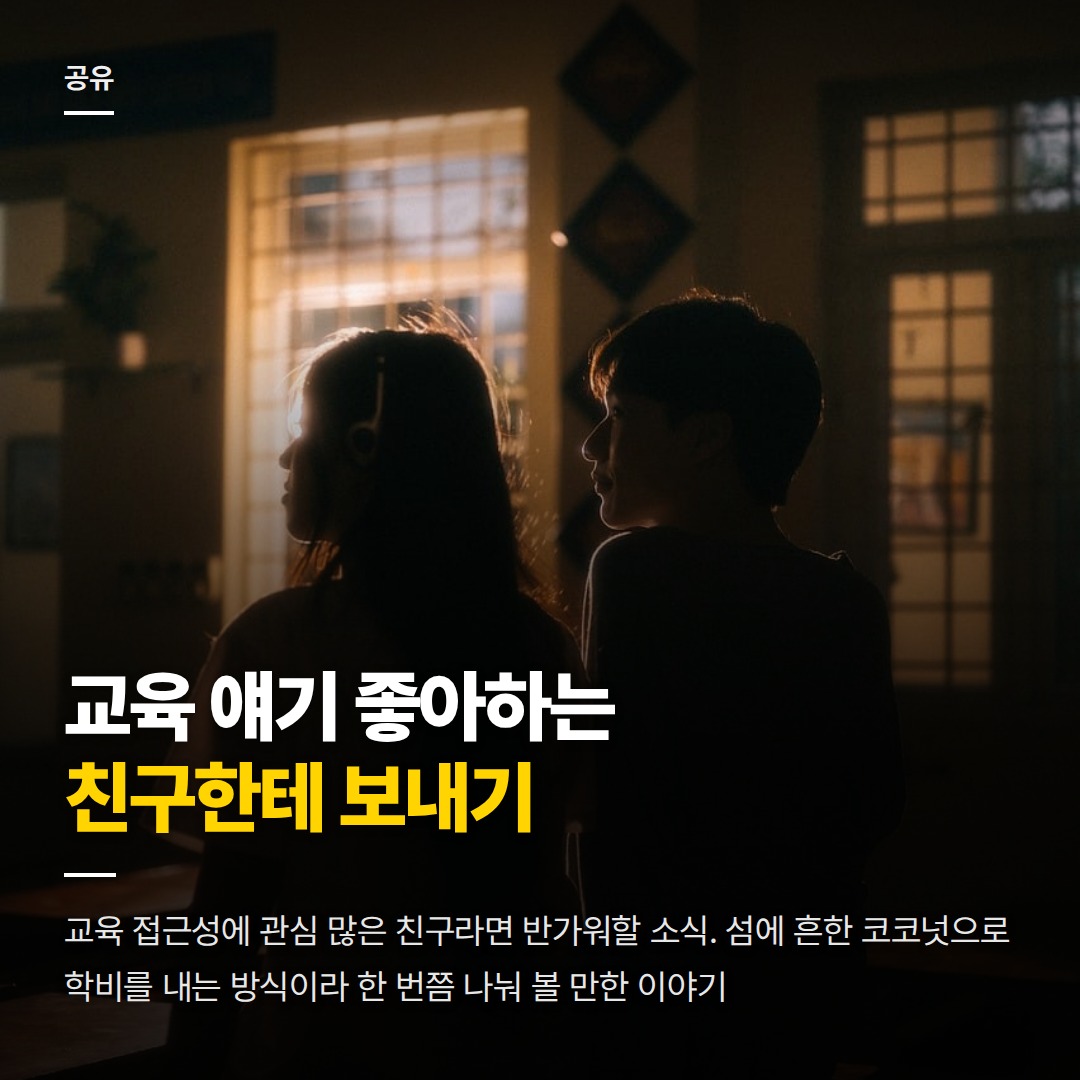 공유
교육 얘기 좋아하는
친구한테 보내기
교육 접근성에 관심 많은 친구라면 반가워할 소식. 섬에 흔한 코코넛으로
학비를 내는 방식이라 한 번쯤 나눠 볼 만한 이야기